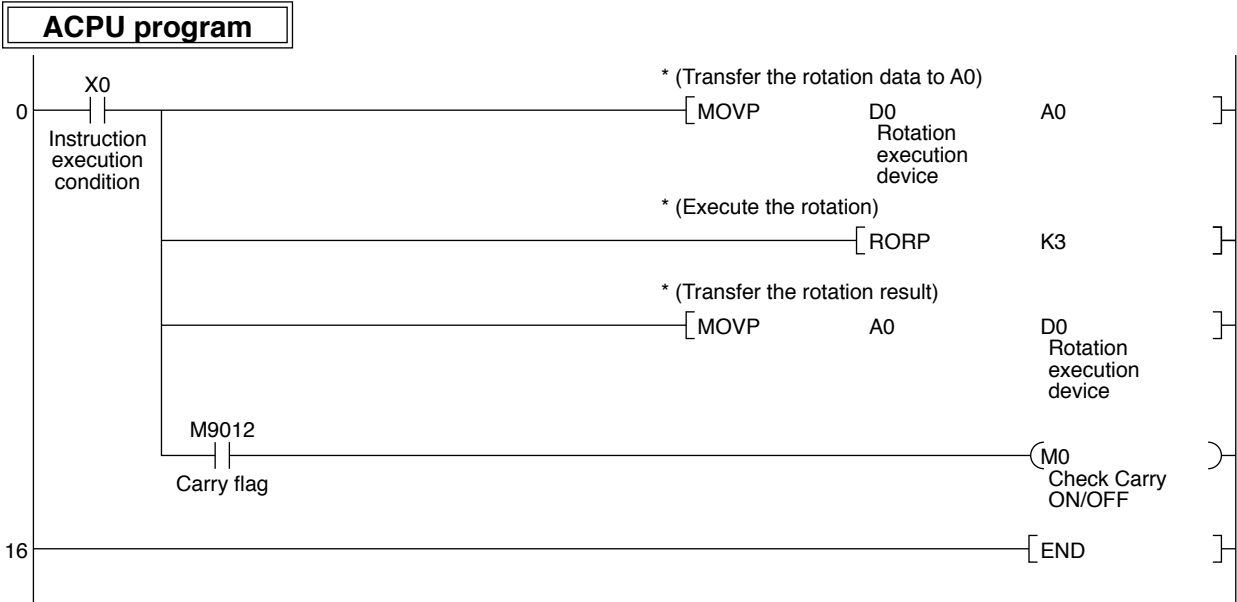 ACPU program
X0
* (Transfer the rotation data to A0)
0
MOVP D0 A0
Instruction
execution
condition
Rotation
execution
device
* (Execute the rotation)
RORP K3
* (Transfer the rotation result)
MOVP A0 D0
Rotation
execution
device
M9012
M0
Carry flag
Check Carry
ON/OFF
16
END